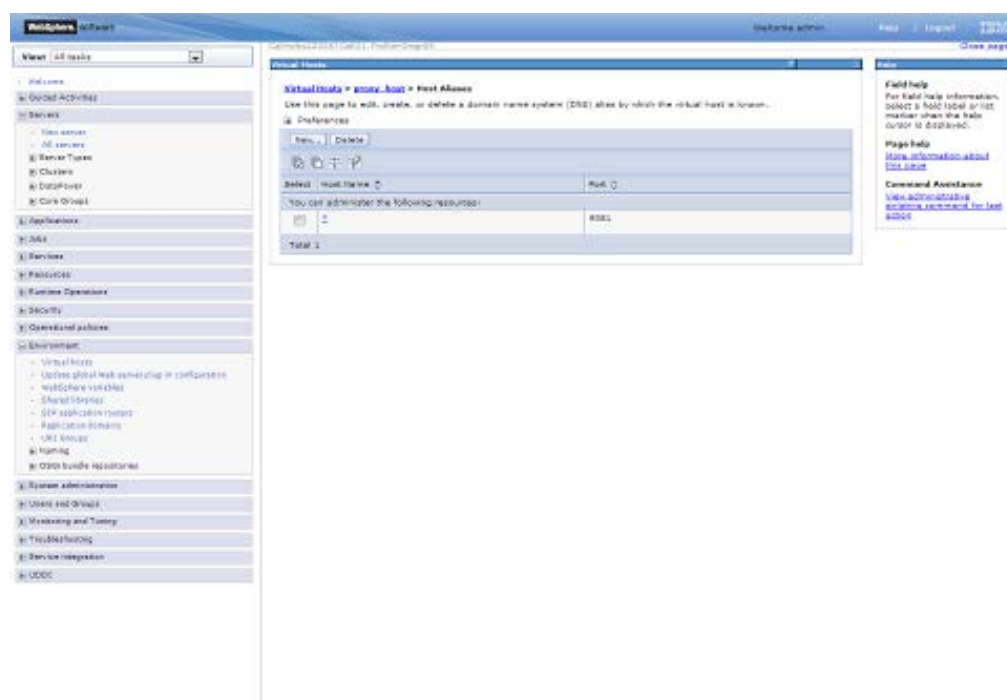 WebSphere. software
Welcome admin
Help | Logout
IBM
View: All tasks
Close page
Virtual Hosts
Help
Welcome
Guided Activities
Servers
New server
All servers
Server Types
Clusters
DataPower
Core Groups
Applications
Jobs
Services
Resources
Runtime Operations
Security
Operational policies
Environment
Virtual hosts
Update global Web server plug-in configuration
WebSphere variables
Shared libraries
SIP application routers
Replication domains
URI Groups
Naming
OSGi bundle repositories
System administration
Users and Groups
Monitoring and Tuning
Troubleshooting
Service integration
UDDI
Virtual Hosts > proxy_host > Host Aliases
Use this page to edit, create, or delete a domain name system (DNS) alias by which the virtual host is known.
Preferences
New... Delete
Select Host Name Port
You can administer the following resources:
*
Total 1
Field help
For field help information,
select a field label or list
marker when the help
cursor is displayed.
Page help
More information about
this page
Command Assistance
View administrative
scripting command for last
action